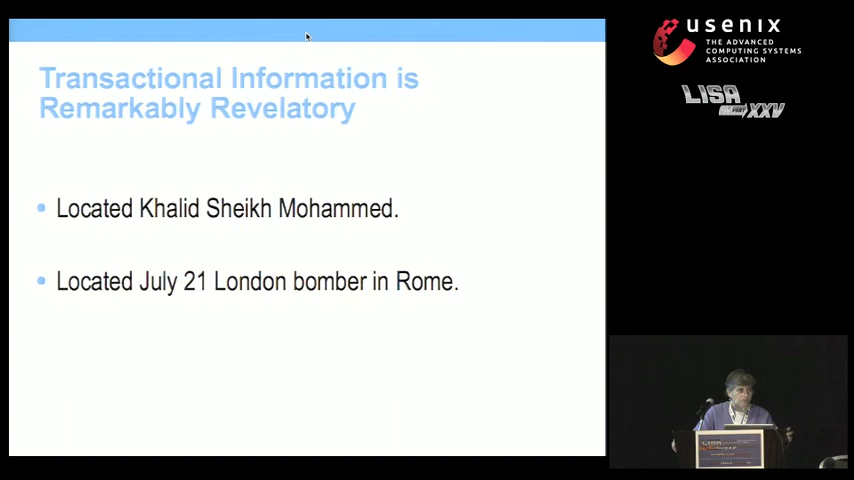 Transactional Information is
Remarkably Revelatory
• Located Khalid Sheikh Mohammed.
• Located July 21 London bomber in Rome.
usenix
THE ADVANCED
COMPUTING SYSTEMS
ASSOCIATION
LISA
XXV
LISA